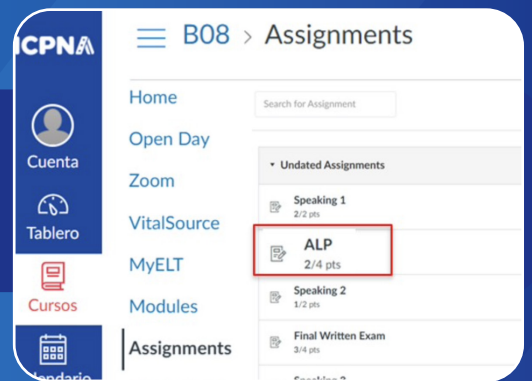 ICPNA
B08 > Assignments
Cuenta
Tablero
Cursos
Calendario
Home
Open Day
Zoom
VitalSource
MyELT
Modules
Assignments
Search for Assignment
Undated Assignments
Speaking 1
2/2 pts
ALP
2/4 pts
Speaking 2
1/2 pts
Final Written Exam
3/4 pts